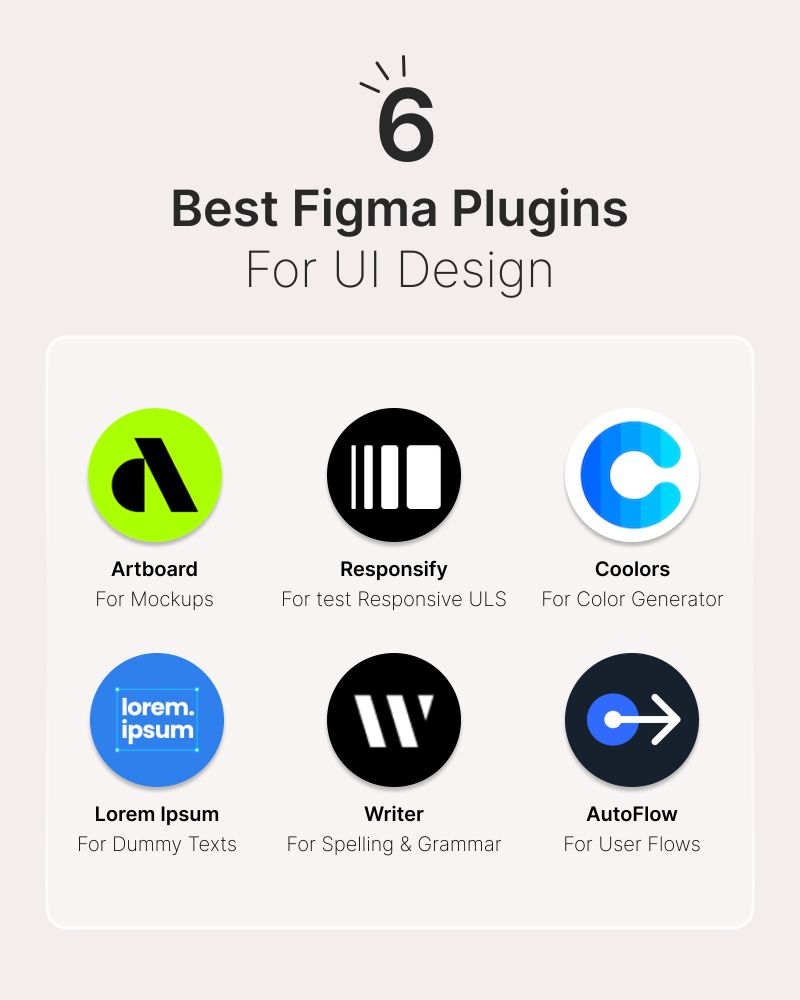 6
Best Figma Plugins
For UI Design
Artboard
For Mockups
Responsify
For test Responsive ULS
Coolors
For Color Generator
lorem.
ipsum
Lorem Ipsum
For Dummy Texts
Writer
For Spelling & Grammar
AutoFlow
For User Flows